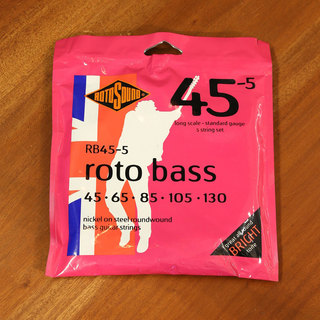 ROTOSOUND
45-5
long scale - standard gauge
5 string set
RB45-5
roto bass
45 • 65 • 85 • 105 • 130
nickel on steel roundwound
bass guitar strings
BRIGHT
tone